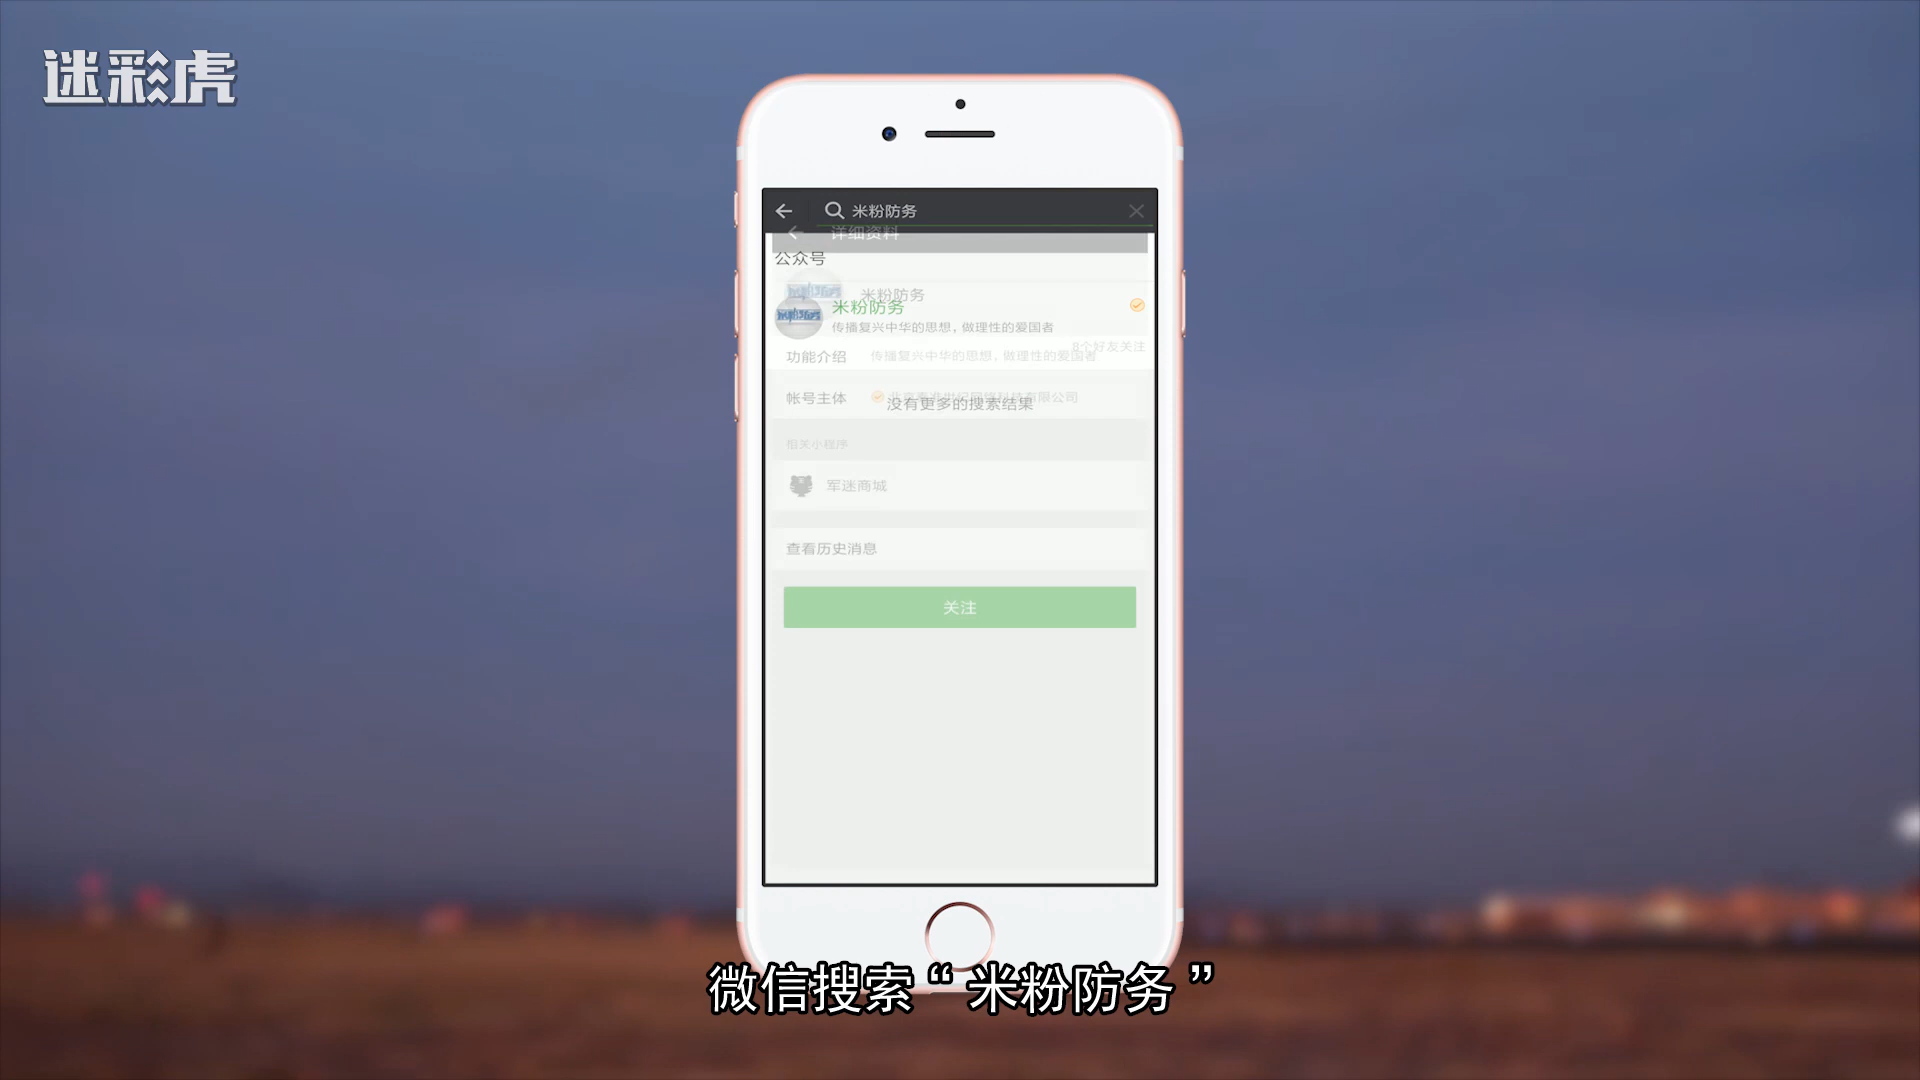 迷彩虎
米粉防务
详细资料
公众号
米粉防务
米粉防务
传播复兴中华的思想，做理性的爱国者
8个好友关注
功能介绍 传播复兴中华的思想，做理性的爱国者
帐号主体
没有更多的搜索结果
相关小程序
军迷商城
查看历史消息
关注
微信搜索“米粉防务”